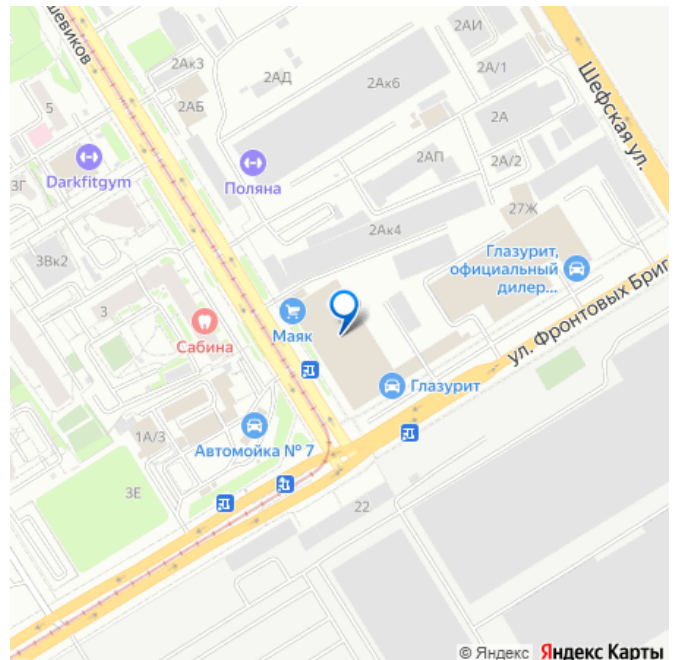 шевиков
2АИ
2Ак3
2АД
2Ак6
2А/1
Шефская ул.
5
2АБ
2А
Darkfitgym
Поляна
2АП
2А/2
3Г
27Ж
2Ак4
3Вк2
Глазурит,
официальный
дилер...
3
Маяк
Сабина
ул. Фронтовых Бриг
Глазурит
1А/3
Автомойка № 7
3Е
22
© Яндекс Яндекс Карты